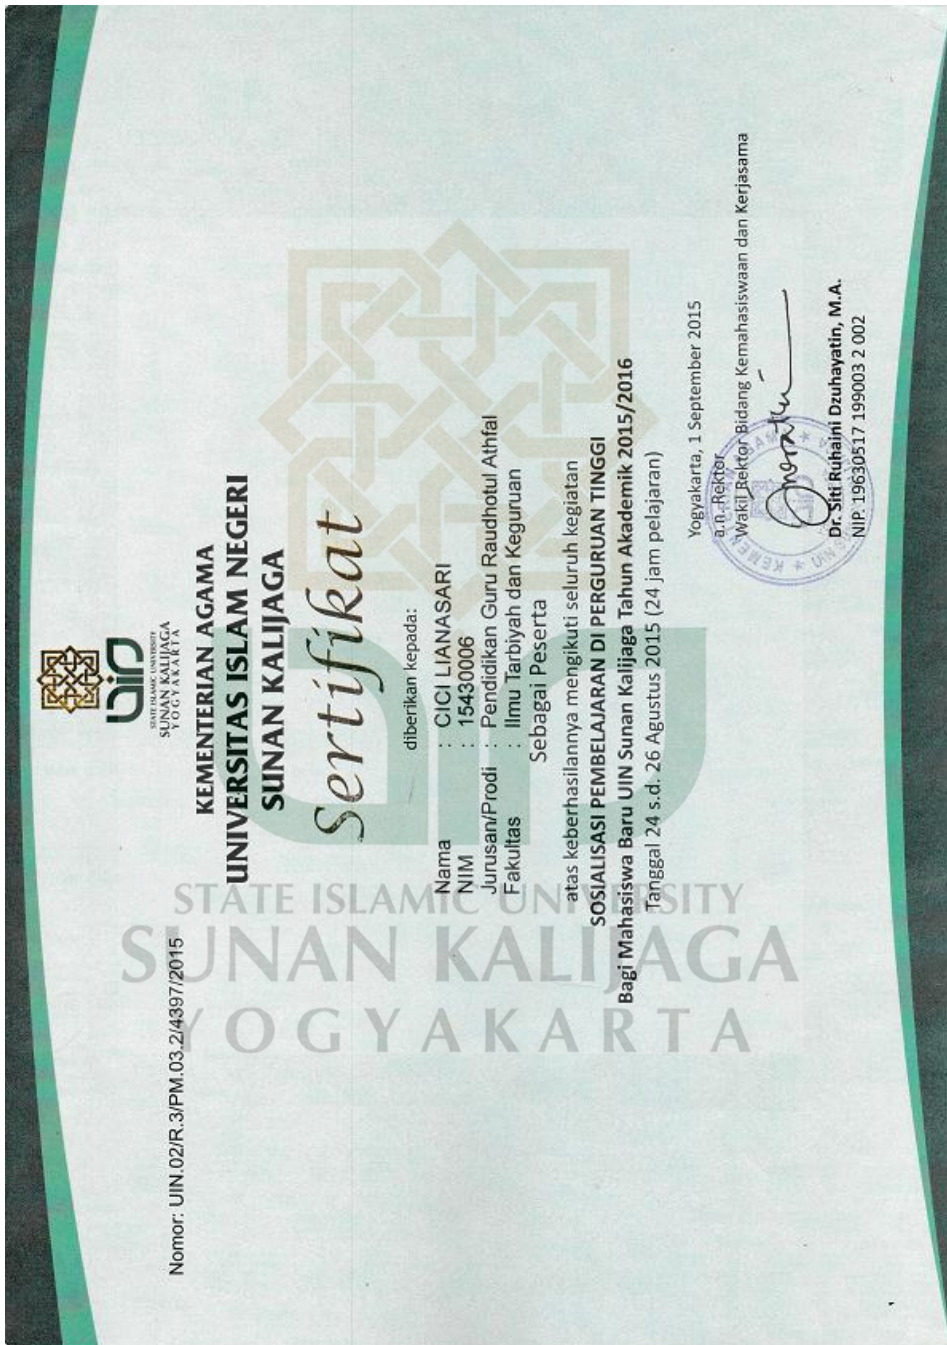 UIN
STATE ISLAMIC UNIVERSITY
SUNAN KALIJAGA
YOGYAKARTA
Nomor: UIN.02/R.3/PM.03.2/4397/2015
KEMENTERIAN AGAMA
UNIVERSITAS ISLAM NEGERI
SUNAN KALIJAGA
Sertifikat
diberikan kepada:
Nama : CICI LIANASARI
NIM : 15430006
Jurusan/Prodi : Pendidikan Guru Raudhotul Athfal
Fakultas : Ilmu Tarbiyah dan Keguruan
Sebagai Peserta
atas keberhasilannya mengikuti seluruh kegiatan
SOSIALISASI PEMBELAJARAN DI PERGURUAN TINGGI
Bagi Mahasiswa Baru UIN Sunan Kalijaga Tahun Akademik 2015/2016
Tanggal 24 s.d. 26 Agustus 2015 (24 jam pelajaran)
Yogyakarta, 1 September 2015
a.n. Rektor
Wakil Rektor Bidang Kemahasiswaan dan Kerjasama
Dr. Siti Ruhaini Dzuhayatin, M.A.
NIP. 19630517 199003 2 002
STATE ISLAMIC UNIVERSITY
SUNAN KALIJAGA
YOGYAKARTA